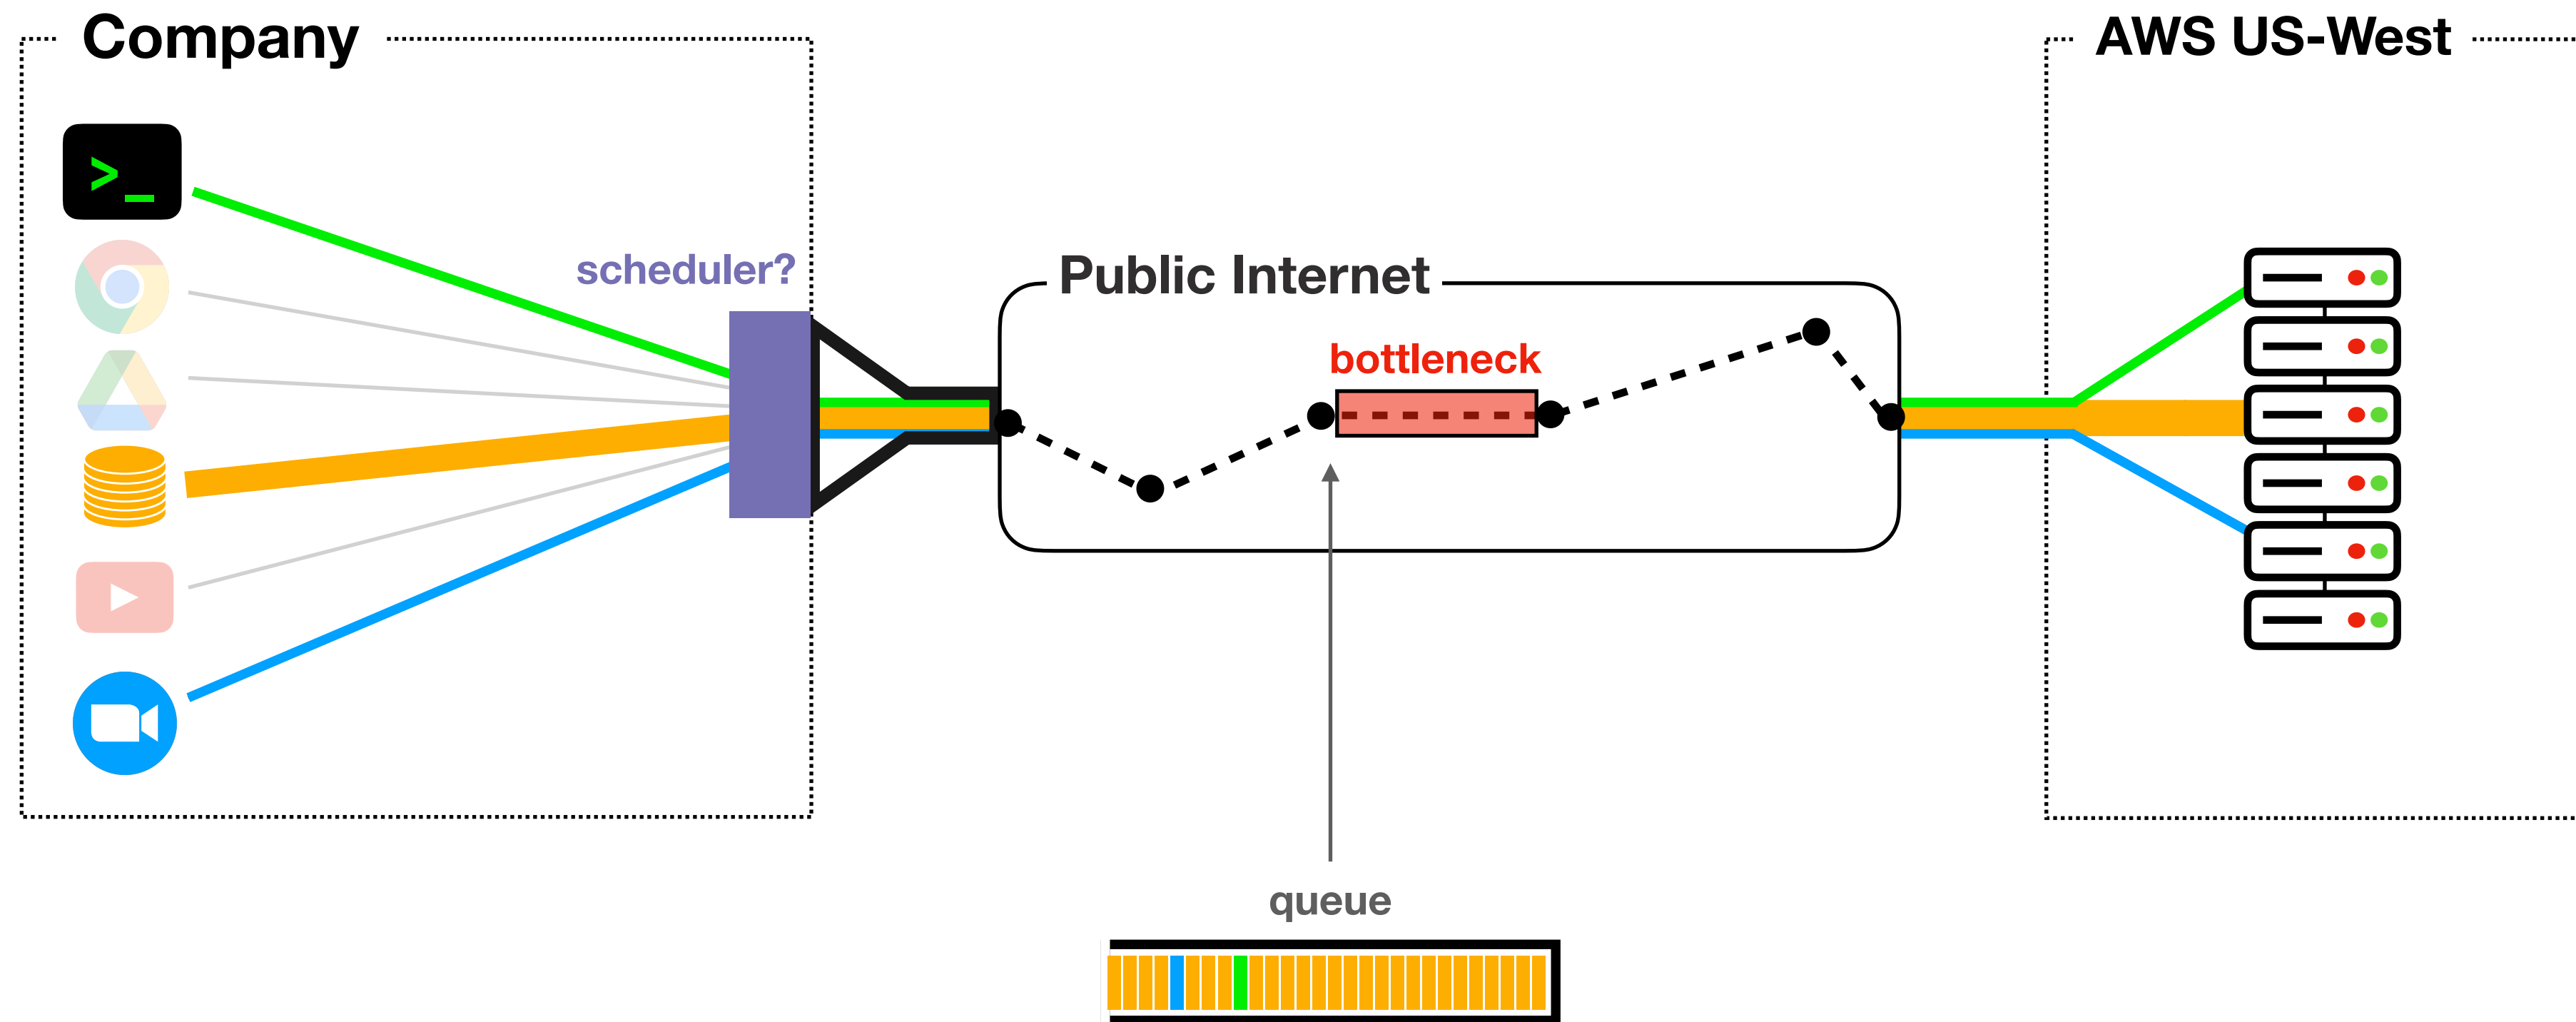 Company
AWS US-West
>_
scheduler?
Public Internet
bottleneck
queue